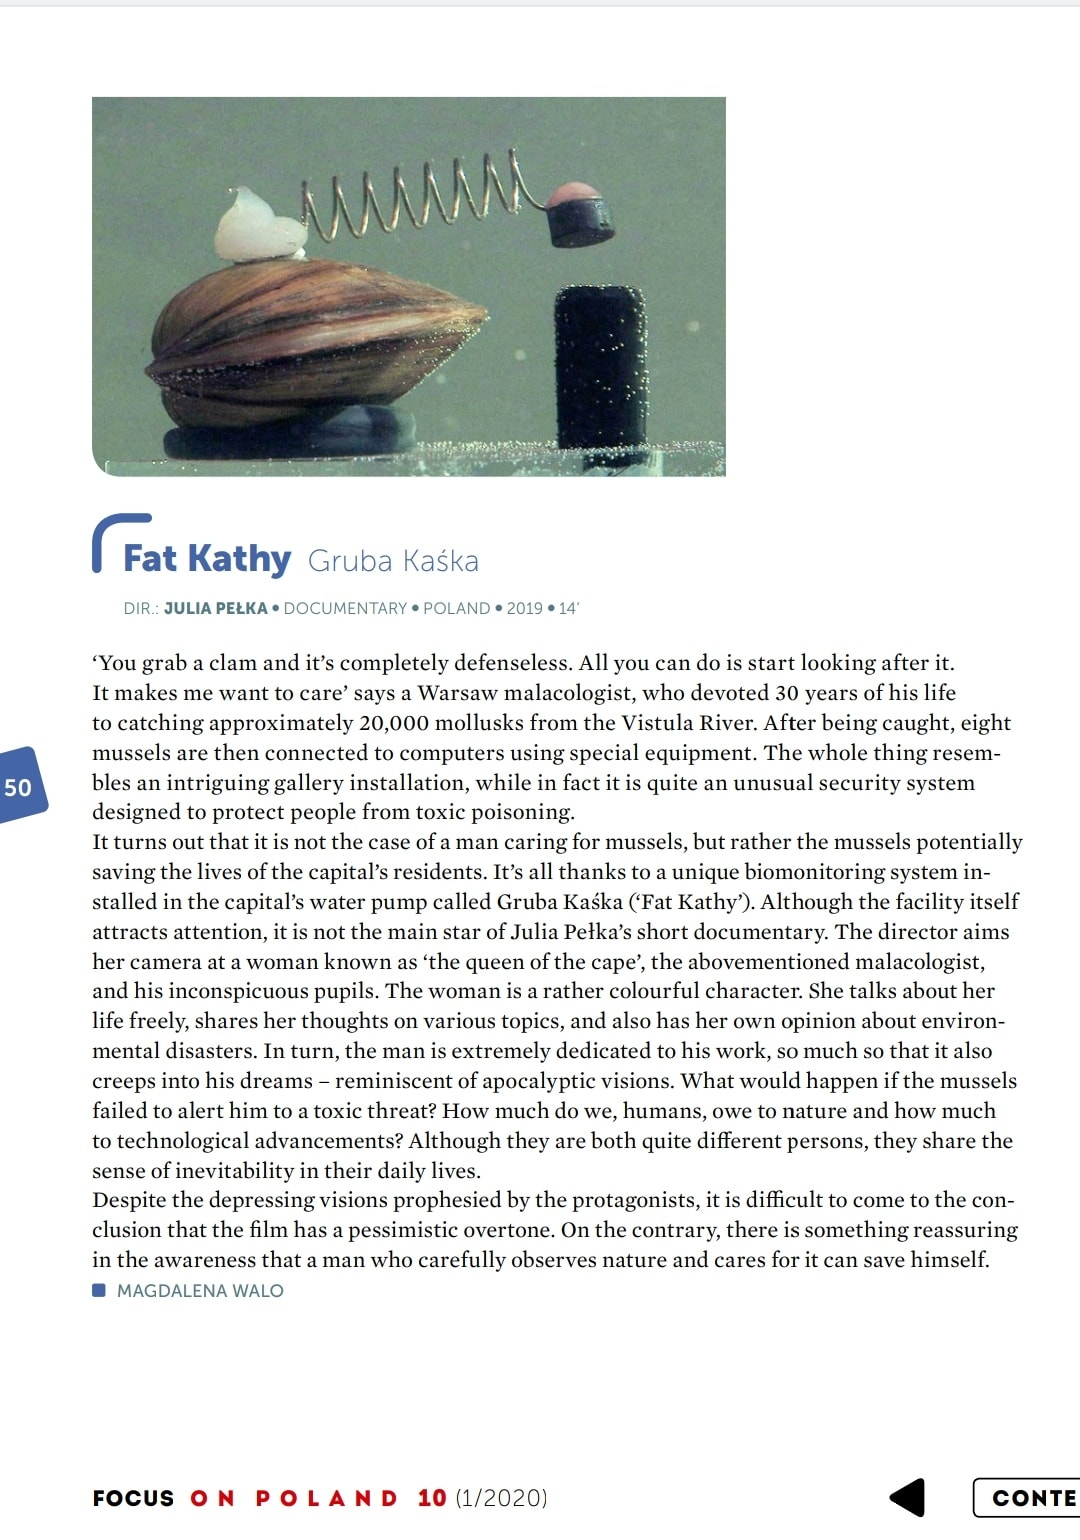 Fat Kathy Gruba Kaśka
DIR.: JULIA PEŁKA • DOCUMENTARY • POLAND • 2019 • 14’
‘You grab a clam and it’s completely defenseless. All you can do is start looking after it.
It makes me want to care’ says a Warsaw malacologist, who devoted 30 years of his life
to catching approximately 20,000 mollusks from the Vistula River. After being caught, eight
mussels are then connected to computers using special equipment. The whole thing resem-
bles an intriguing gallery installation, while in fact it is quite an unusual security system
designed to protect people from toxic poisoning.
It turns out that it is not the case of a man caring for mussels, but rather the mussels potentially
saving the lives of the capital’s residents. It’s all thanks to a unique biomonitoring system in-
stalled in the capital’s water pump called Gruba Kaśka (‘Fat Kathy’). Although the facility itself
attracts attention, it is not the main star of Julia Pełka’s short documentary. The director aims
her camera at a woman known as ‘the queen of the cape’, the abovementioned malacologist,
and his inconspicuous pupils. The woman is a rather colourful character. She talks about her
life freely, shares her thoughts on various topics, and also has her own opinion about environ-
mental disasters. In turn, the man is extremely dedicated to his work, so much so that it also
creeps into his dreams – reminiscent of apocalyptic visions. What would happen if the mussels
failed to alert him to a toxic threat? How much do we, humans, owe to nature and how much
to technological advancements? Although they are both quite different persons, they share the
sense of inevitability in their daily lives.
Despite the depressing visions prophesied by the protagonists, it is difficult to come to the con-
clusion that the film has a pessimistic overtone. On the contrary, there is something reassuring
in the awareness that a man who carefully observes nature and cares for it can save himself.
MAGDALENA WALO
50
FOCUS ON POLAND 10 (1/2020)
CONTE